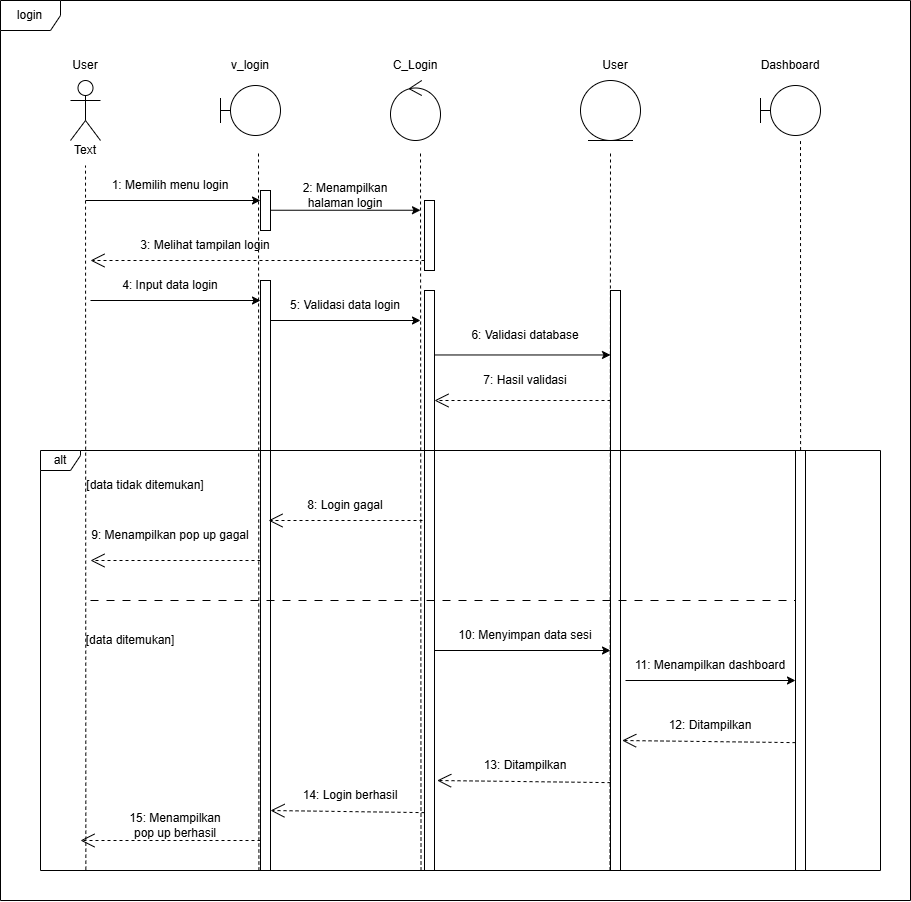 login
User
v_login
C_Login
User
Dashboard
Text
1: Memilih menu login
2: Menampilkan
halaman login
3: Melihat tampilan login
4: Input data login
5: Validasi data login
6: Validasi database
7: Hasil validasi
alt
[data tidak ditemukan]
8: Login gagal
9: Menampilkan pop up gagal
[data ditemukan]
10: Menyimpan data sesi
11: Menampilkan dashboard
12: Ditampilkan
13: Ditampilkan
14: Login berhasil
15: Menampilkan
pop up berhasil